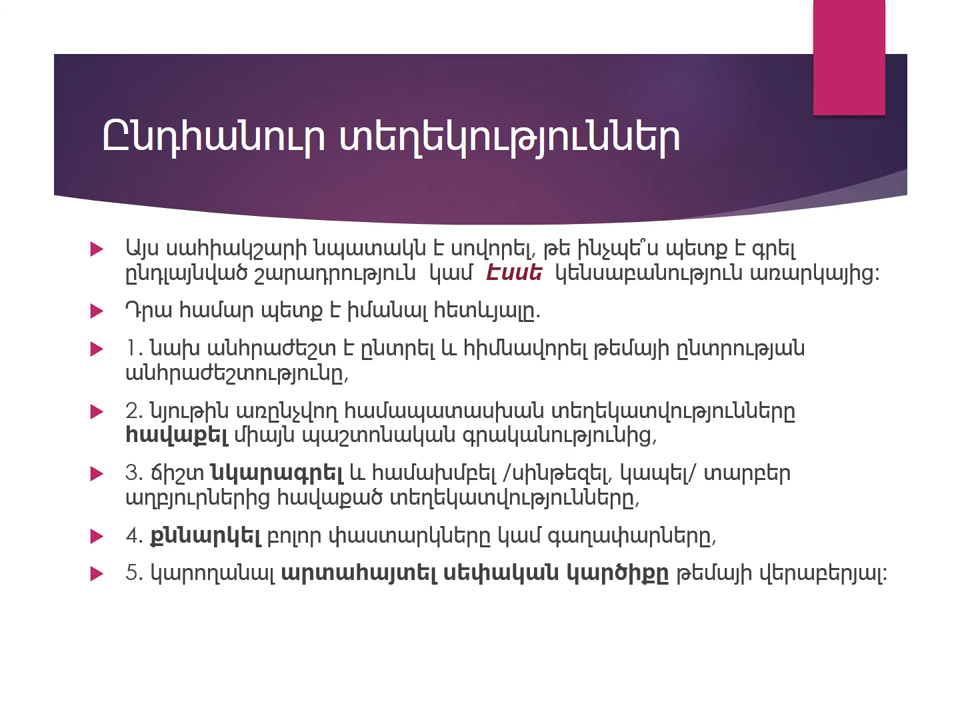 Ընդհանուր տեղեկություններ
Այս սահիակշարի նպատակն է սովորել, թե ինչպե՞ս պետք է գրել
ընդլայնված շարադրություն կամ Էսսե կենսաբանություն առարկայից:
Դրա համար պետք է իմանալ հետևյալը.
1. նախ անհրաժեշտ է ընտրել և հիմնավորել թեմայի ընտրության
անհրաժեշտությունը,
2. նյութին առընչվող համապատասխան տեղեկատվությունները
հավաքել միայն պաշտոնական գրականությունից,
3. ճիշտ նկարագրել և համախմբել /սինթեզել, կապել/ տարբեր
աղբյուրներից հավաքած տեղեկատվությունները,
4. քննարկել բոլոր փաստարկները կամ գաղափարները,
5. կարողանալ արտահայտել սեփական կարծիքը թեմայի վերաբերյալ: